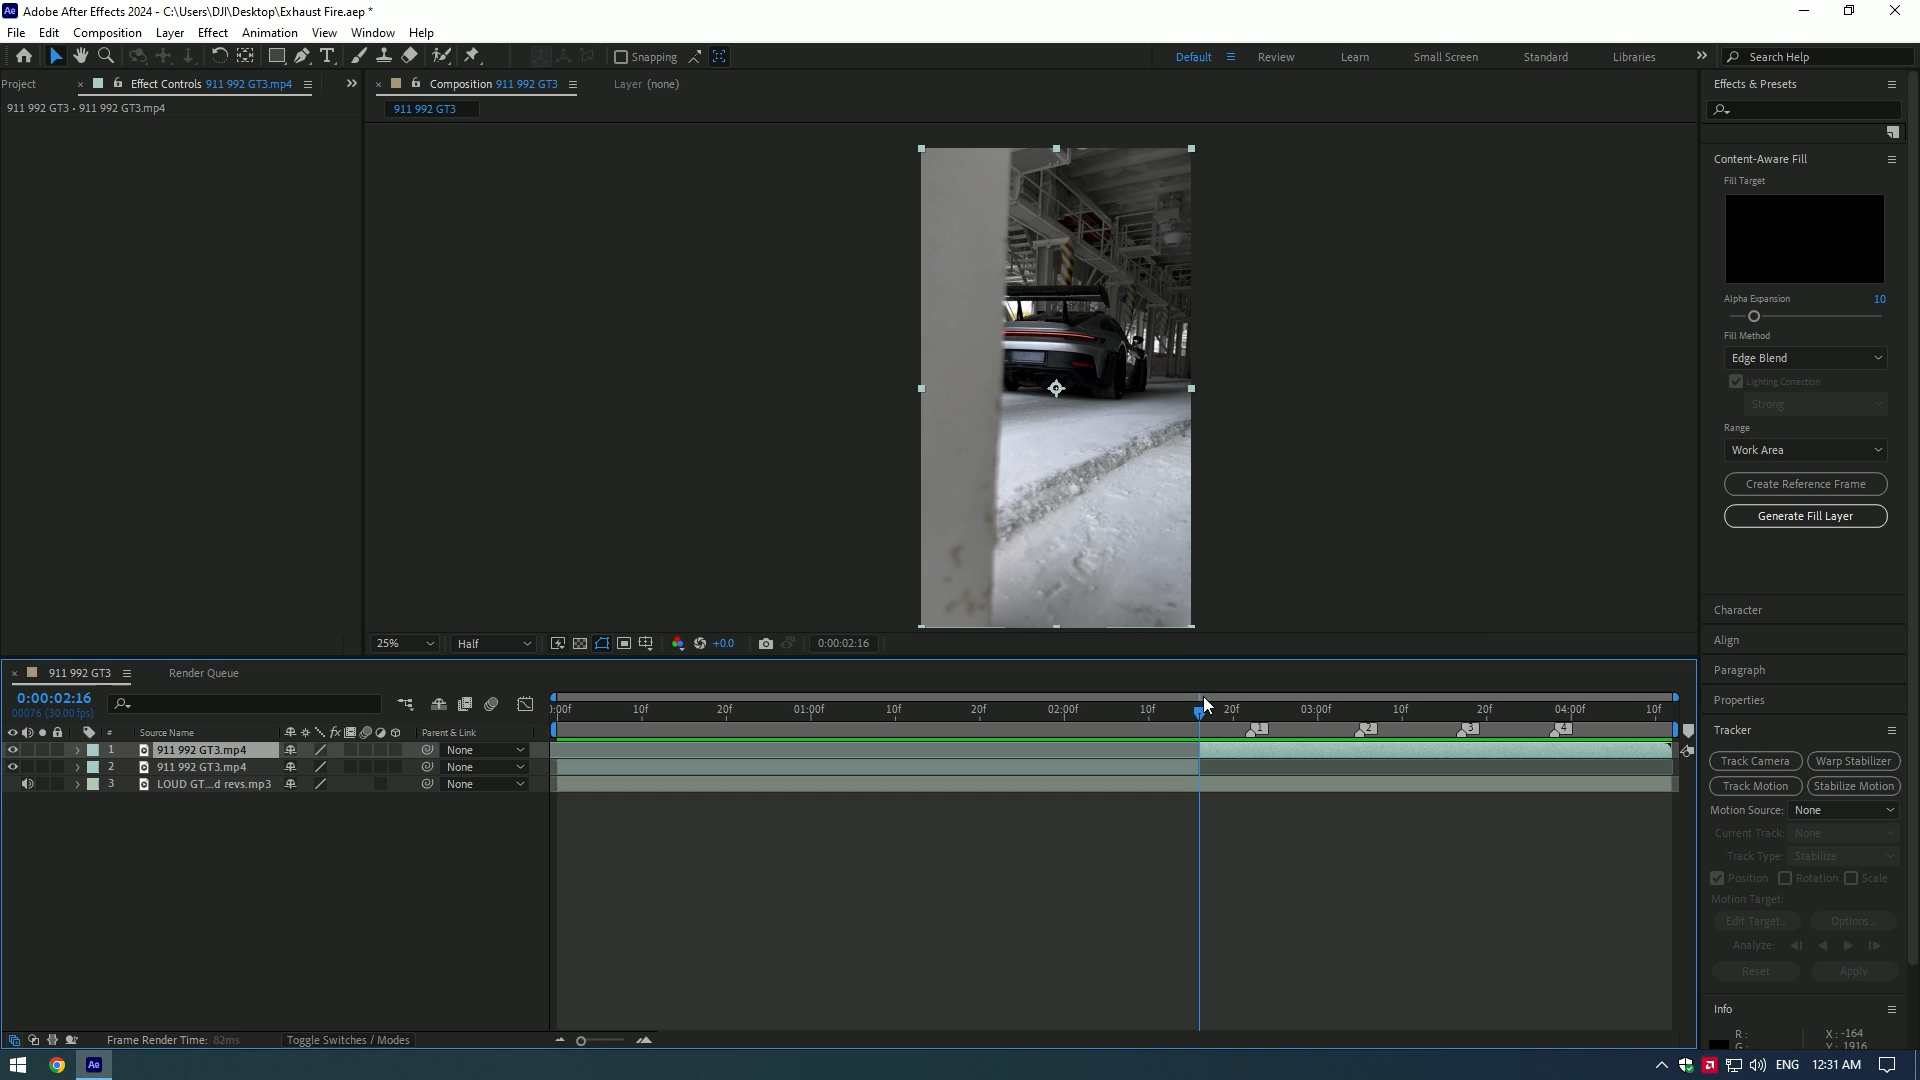 Adobe After Effects 2024 - C:\Users\DJI\Desktop\Exhaust Fire.aep *
File Edit Composition Layer Effect Animation View Window Help
Snapping Default Review Learn Small Screen Standard Libraries Search Help
Project Effect Controls 911 992 GT3.mp4
911 992 GT3 • 911 992 GT3.mp4
Composition 911 992 GT3 Layer (none)
911 992 GT3
25% Half +0.0 0:00:02:16
Effects & Presets
Content-Aware Fill
Fill Target
Alpha Expansion 10
Fill Method
Edge Blend
Lighting Correction
Strong
Range
Work Area
Create Reference Frame
Generate Fill Layer
Character
Align
Paragraph
Properties
Tracker
Track Camera Warp Stabilizer
Track Motion Stabilize Motion
Motion Source: None
Current Track: None
Track Type: Stabilize
Position Rotation Scale
Motion Target:
Edit Target... Options...
Analyze:
Reset Apply
Info
R: X: -164
G: Y: 1916
911 992 GT3 Render Queue
0:00:02:16
00076 (30.00 fps)
:00f 10f 20f 01:00f 10f 20f 02:00f 10f 20f 03:00f 10f 20f 04:00f 10f
# Source Name fx Parent & Link 1 2 3 4
1 911 992 GT3.mp4 None
2 911 992 GT3.mp4 None
3 LOUD GT...d revs.mp3 None
Frame Render Time: 82ms Toggle Switches / Modes
Ae ENG 12:31 AM